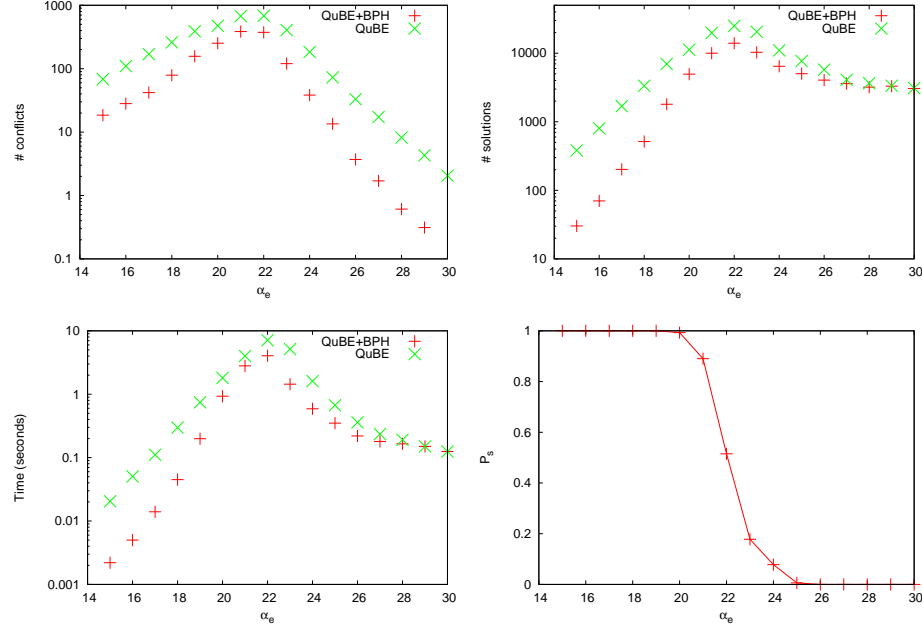 QuBE+BPH
QuBE
1000
100
10
1
0.1
# conflicts
14 16 18 20 22 24 26 28 30
αe
QuBE+BPH
QuBE
10000
1000
100
10
# solutions
14 16 18 20 22 24 26 28 30
αe
QuBE+BPH
QuBE
10
1
0.1
0.01
0.001
Time (seconds)
14 16 18 20 22 24 26 28 30
αe
1
0.8
0.6
0.4
0.2
0
Ps
14 16 18 20 22 24 26 28 30
αe